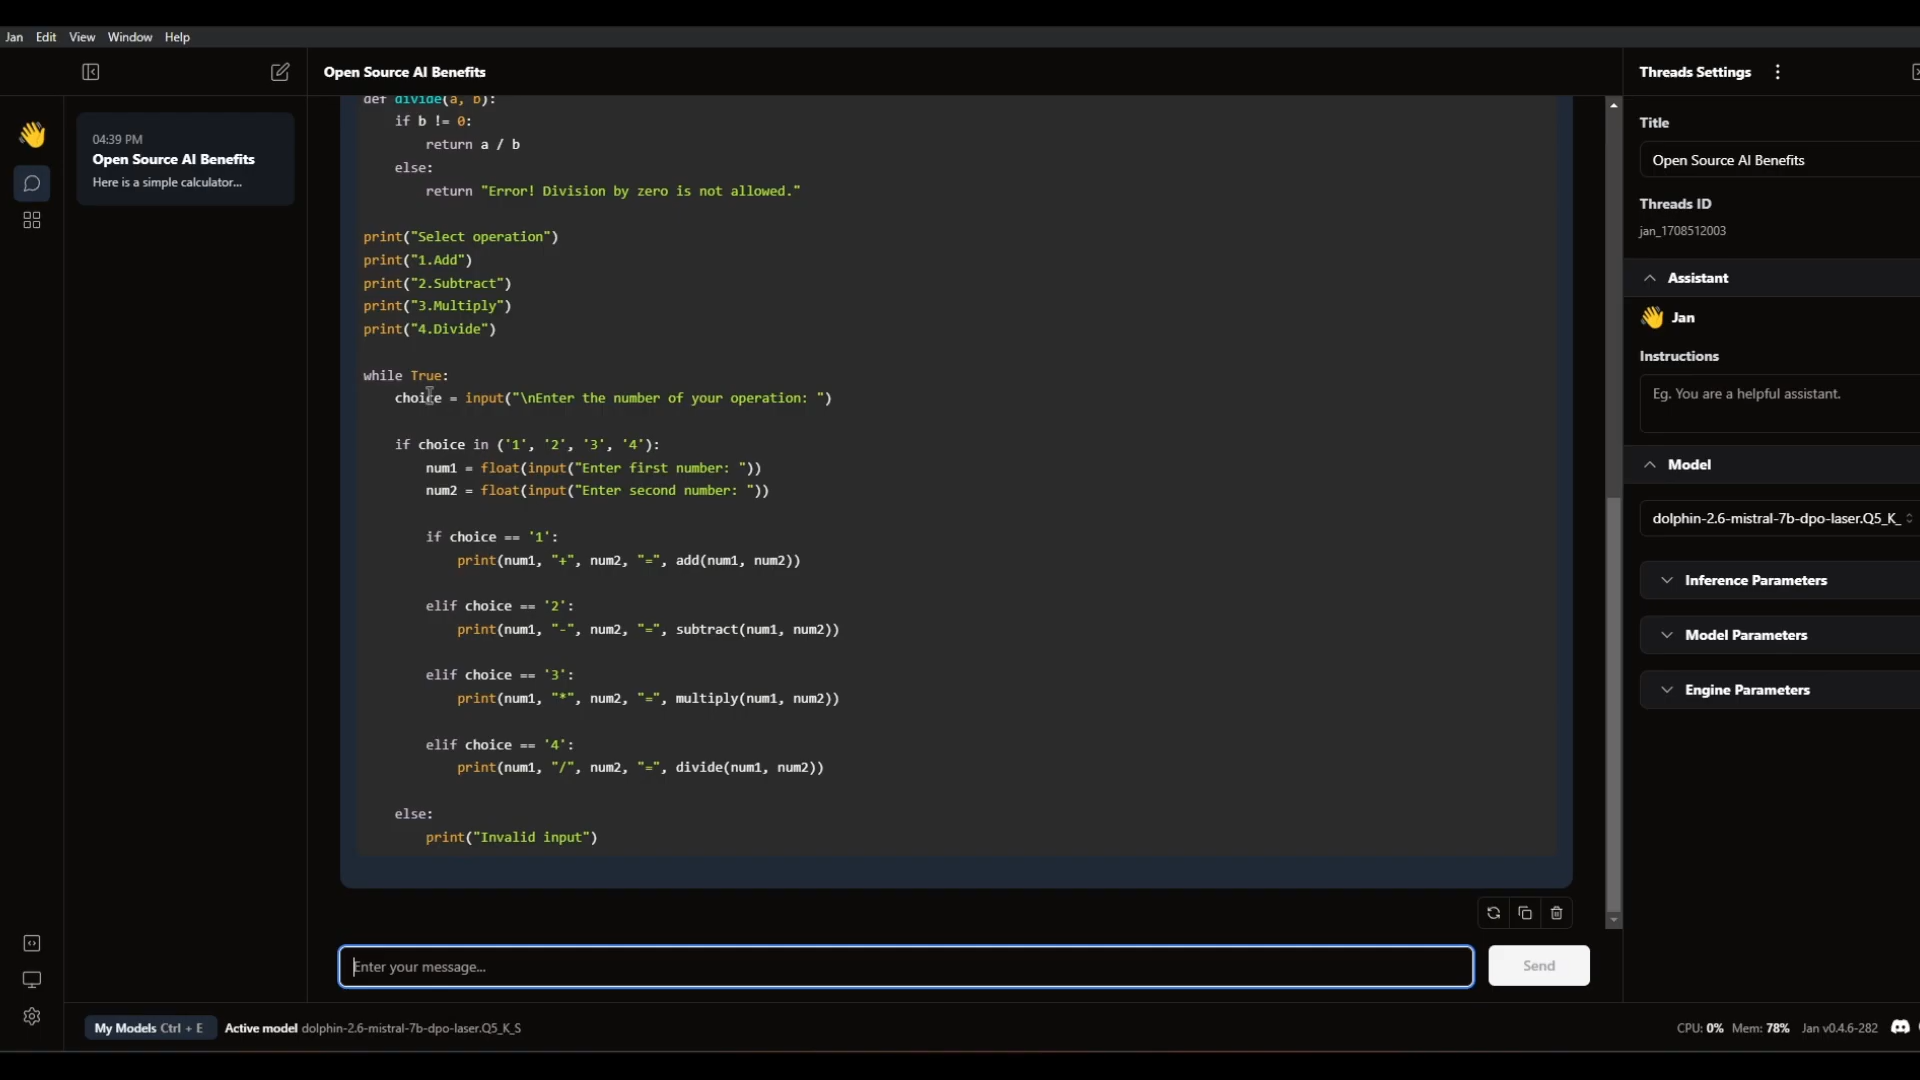 Jan Edit View Window Help
Open Source AI Benefits
Threads Settings
04:39 PM
Open Source AI Benefits
Here is a simple calculator...
def divide(a, b):
    if b != 0:
        return a / b
    else:
        return "Error! Division by zero is not allowed."
print("Select operation")
print("1.Add")
print("2.Subtract")
print("3.Multiply")
print("4.Divide")
while True:
    choice = input("\nEnter the number of your operation: ")
    if choice in ('1', '2', '3', '4'):
        num1 = float(input("Enter first number: "))
        num2 = float(input("Enter second number: "))
        if choice == '1':
            print(num1, "+", num2, "=", add(num1, num2))
        elif choice == '2':
            print(num1, "-", num2, "=", subtract(num1, num2))
        elif choice == '3':
            print(num1, "*", num2, "=", multiply(num1, num2))
        elif choice == '4':
            print(num1, "/", num2, "=", divide(num1, num2))
    else:
        print("Invalid input")
Enter your message...
Send
Title
Open Source AI Benefits
Threads ID
jan_1708512003
Assistant
Jan
Instructions
Eg. You are a helpful assistant.
Model
dolphin-2.6-mistral-7b-dpo-laser.Q5_K_
Inference Parameters
Model Parameters
Engine Parameters
My Models Ctrl + E Active model dolphin-2.6-mistral-7b-dpo-laser.Q5_K_S
CPU: 0% Mem: 78% Jan v0.4.6-282